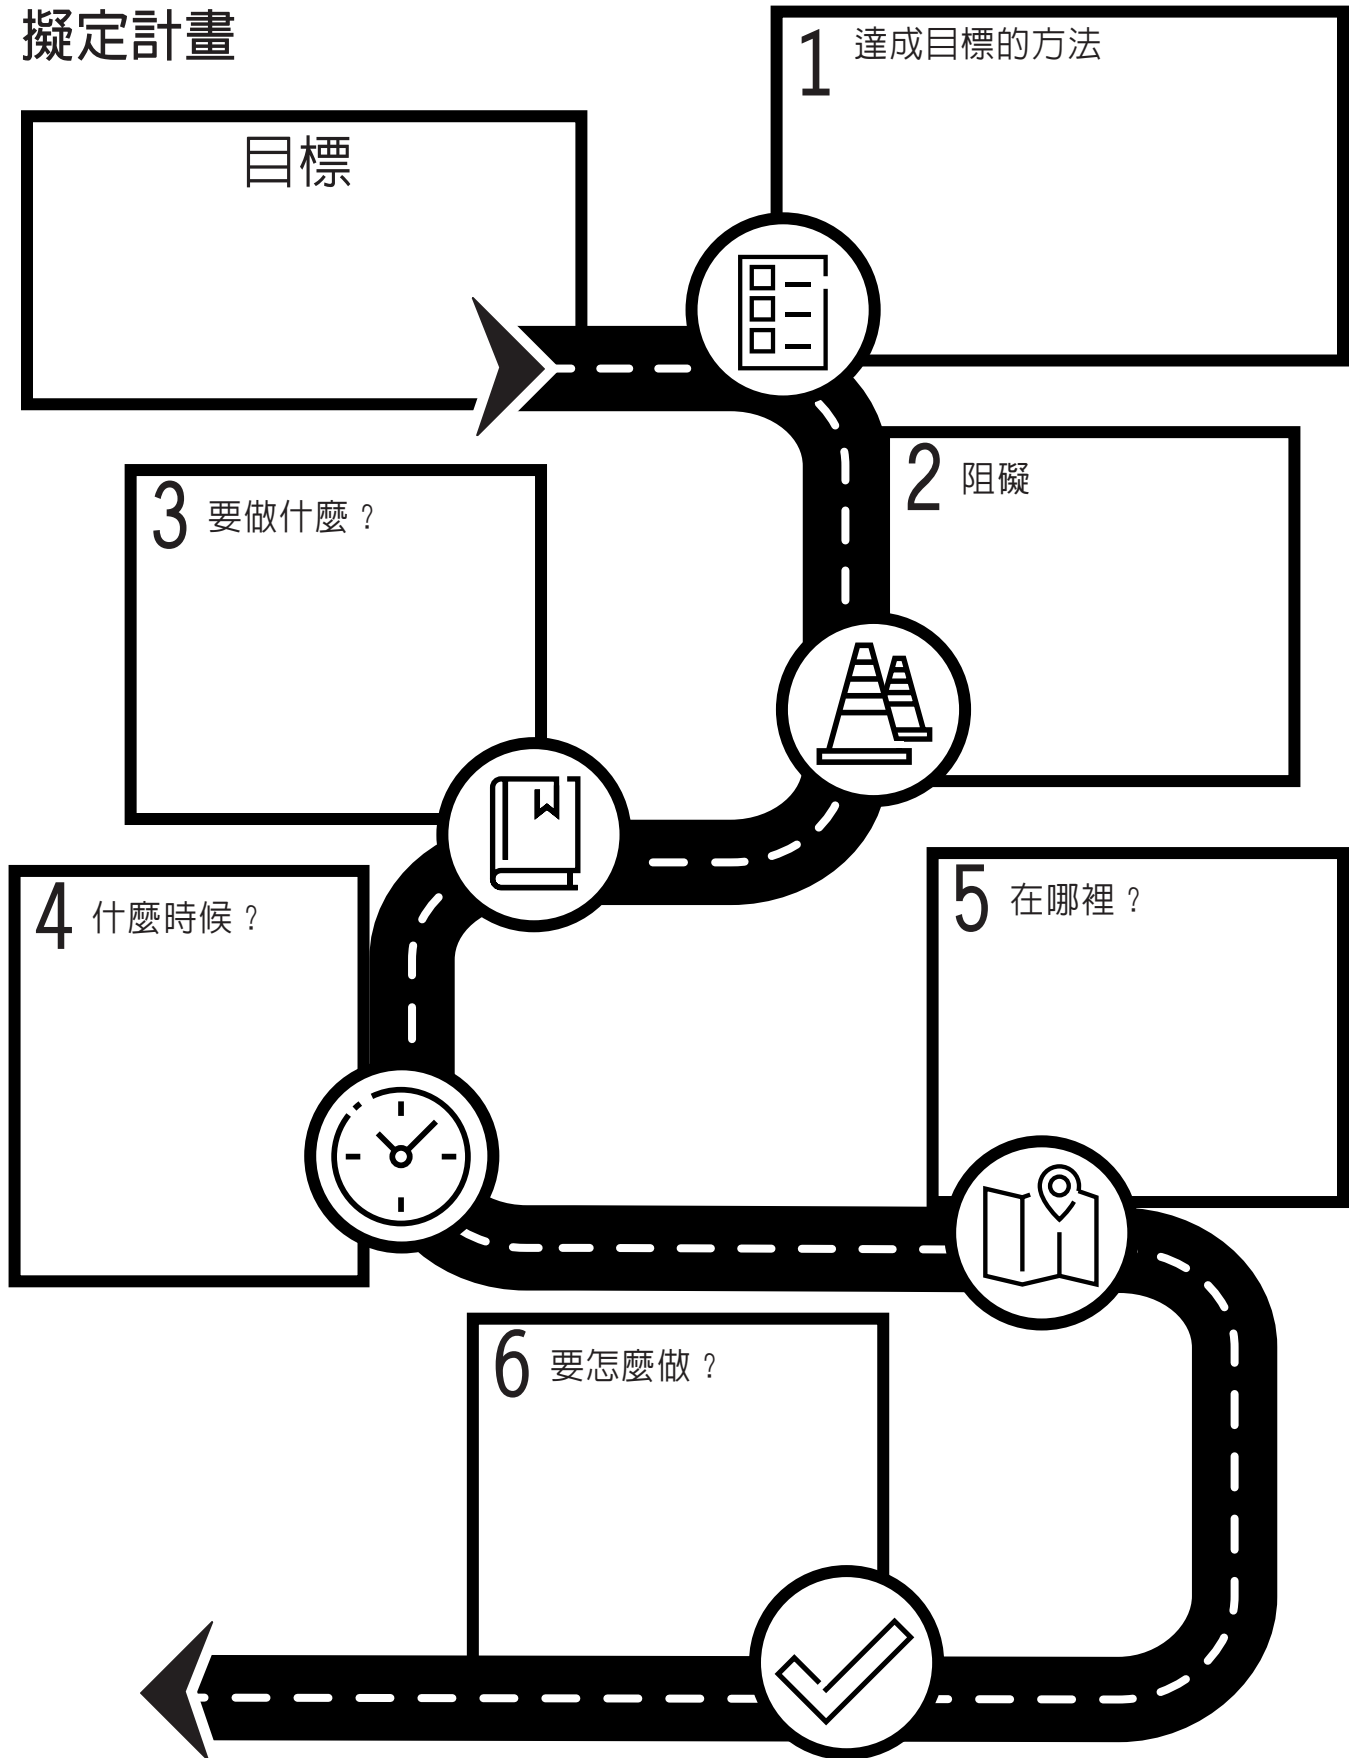 擬定計畫
目標
1 達成目標的方法
2 阻礙
3 要做什麼？
4 什麼時候？
5 在哪裡？
6 要怎麼做？